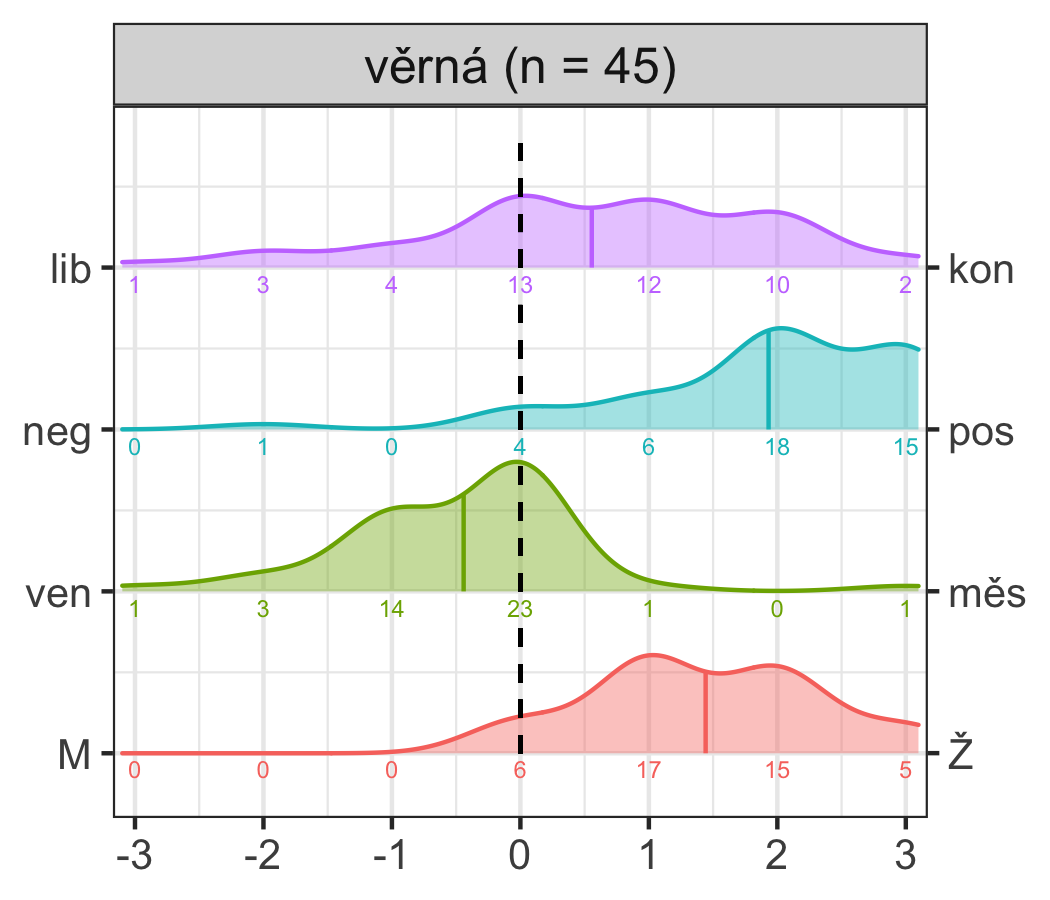 věrná (n = 45)
lib kon
1 3 4 13 12 10 2
neg pos
0 1 0 4 6 18 15
ven měs
1 3 14 23 1 0 1
M Ž
0 0 0 6 17 15 5
-3 -2 -1 0 1 2 3